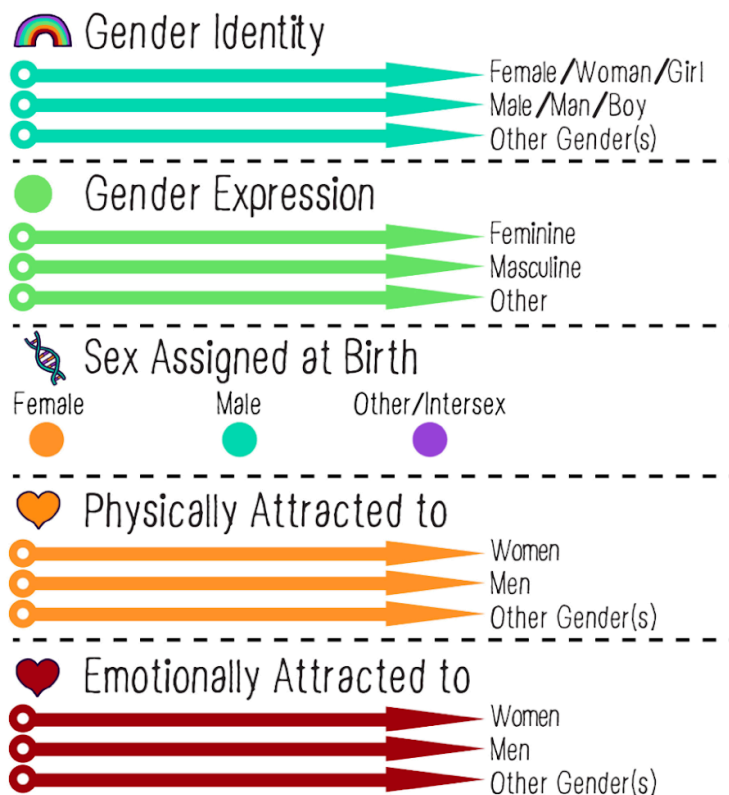 Gender Identity
Female/Woman/Girl
Male/Man/Boy
Other Gender(s)
Gender Expression
Feminine
Masculine
Other
Sex Assigned at Birth
Female Male Other/Intersex
Physically Attracted to
Women
Men
Other Gender(s)
Emotionally Attracted to
Women
Men
Other Gender(s)